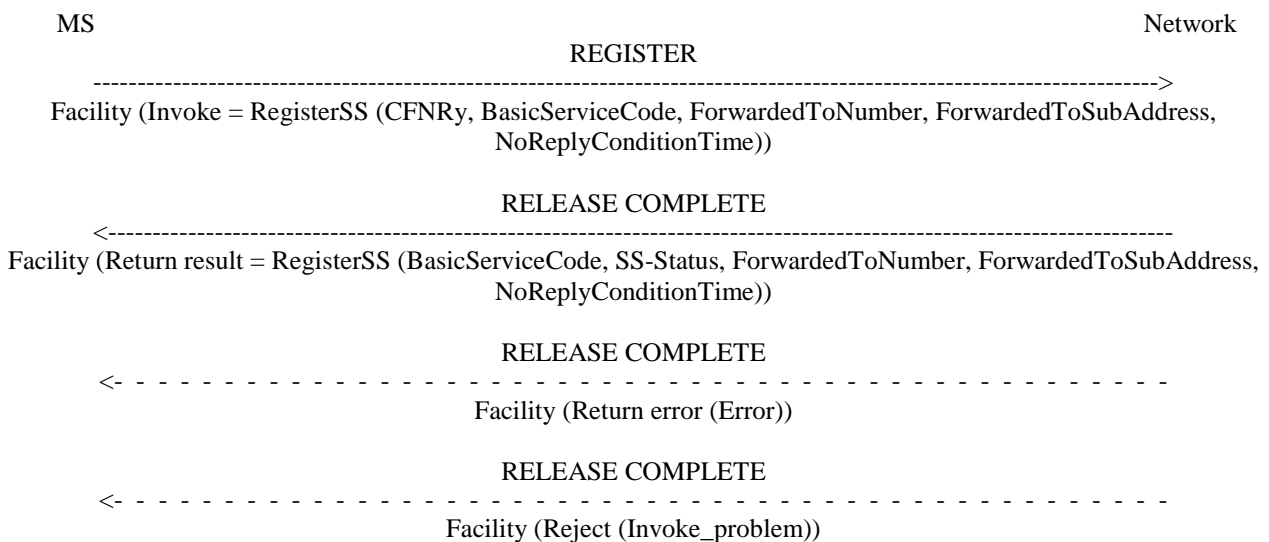 MS Network
REGISTER
------------------------------------------------------------------------------------------------------------------------>
Facility (Invoke = RegisterSS (CFNRy, BasicServiceCode, ForwardedToNumber, ForwardedToSubAddress,
NoReplyConditionTime))
RELEASE COMPLETE
<------------------------------------------------------------------------------------------------------------------------
Facility (Return result = RegisterSS (BasicServiceCode, SS-Status, ForwardedToNumber, ForwardedToSubAddress,
NoReplyConditionTime))
RELEASE COMPLETE
<- - - - - - - - - - - - - - - - - - - - - - - - - - - - - - - - - - - - - - - - - - - - - - - -
Facility (Return error (Error))
RELEASE COMPLETE
<- - - - - - - - - - - - - - - - - - - - - - - - - - - - - - - - - - - - - - - - - - - - - - - -
Facility (Reject (Invoke_problem))